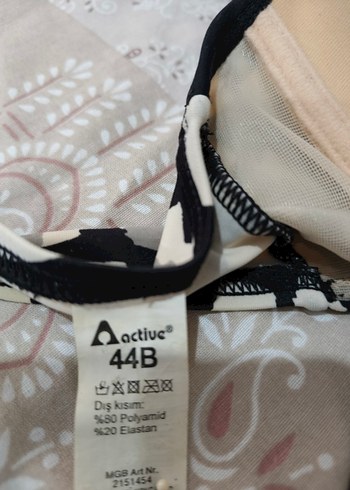 active®
44B
Dış kısım:
%80 Polyamid
%20 Elastan
MGB Art Nr.
2151454